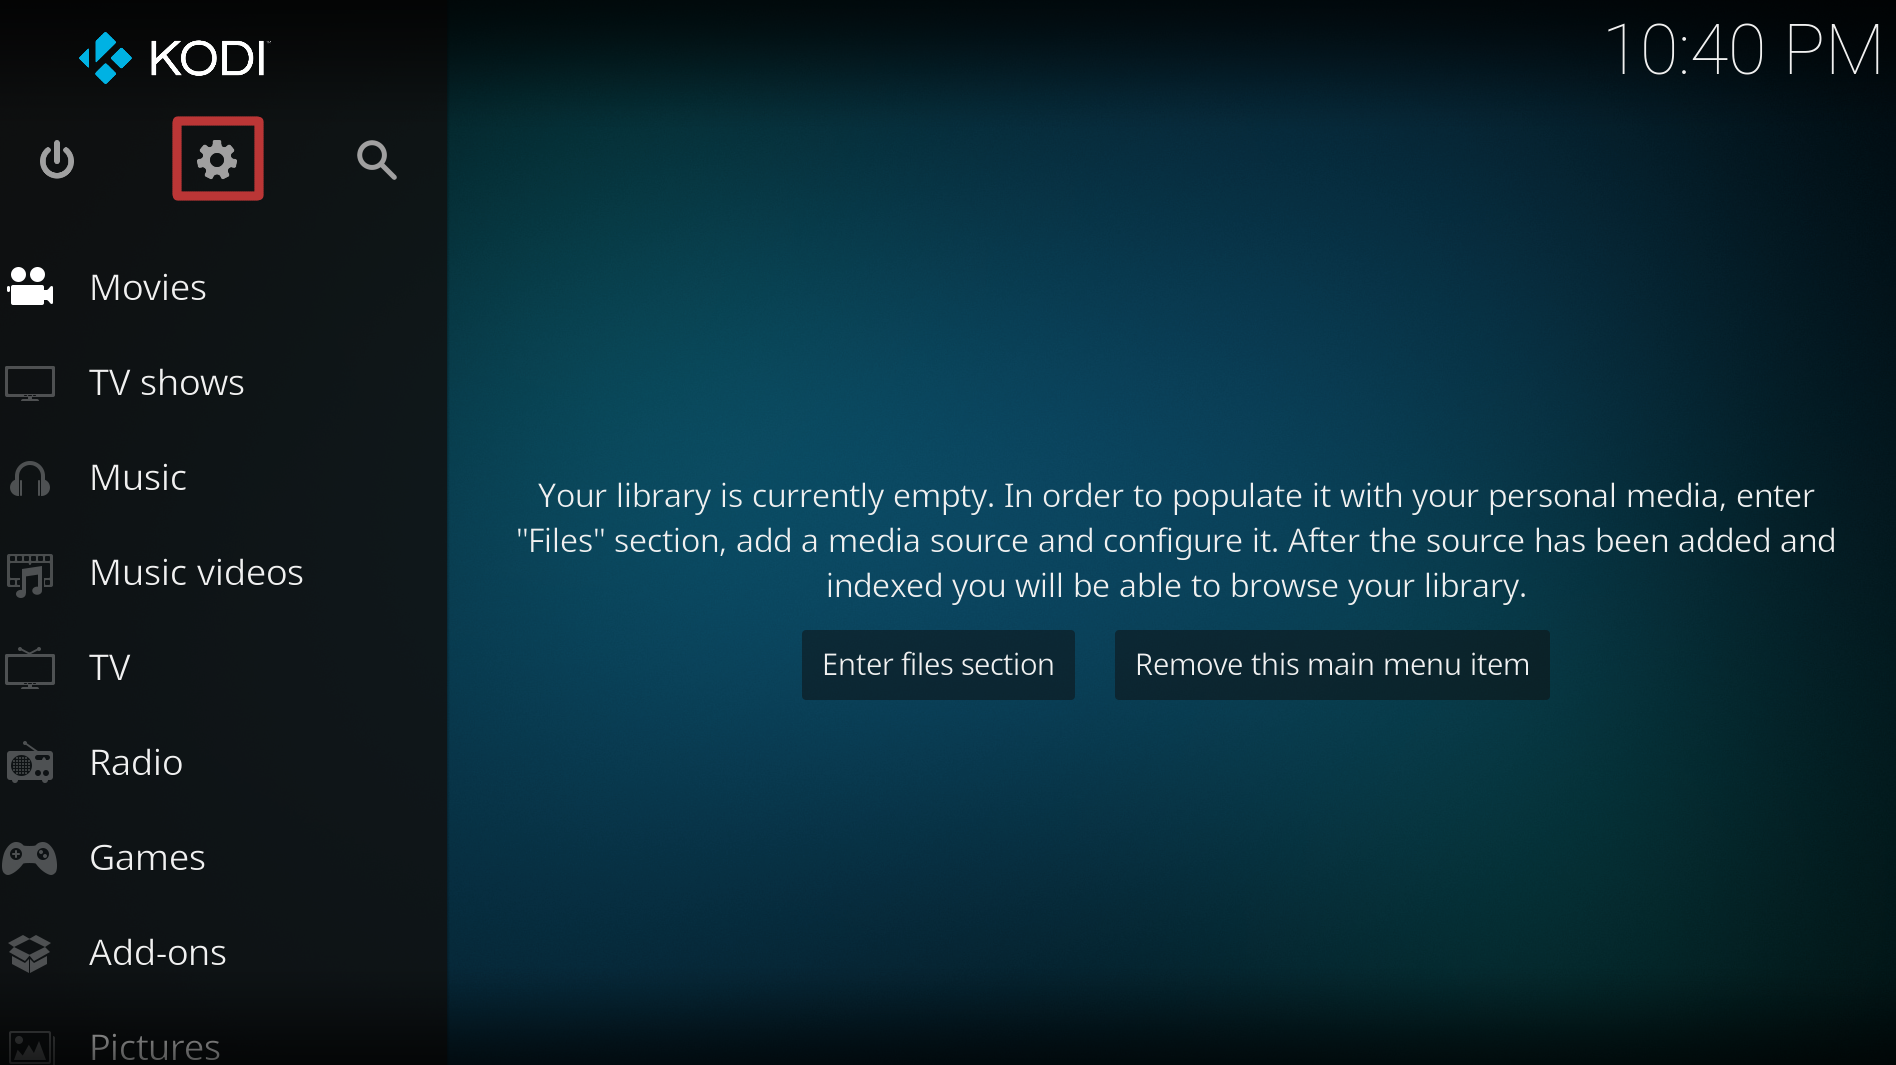 KODI
10:40 PM
Movies
TV shows
Music
Music videos
TV
Radio
Games
Add-ons
Pictures
Your library is currently empty. In order to populate it with your personal media, enter
"Files" section, add a media source and configure it. After the source has been added and
indexed you will be able to browse your library.
Enter files section
Remove this main menu item